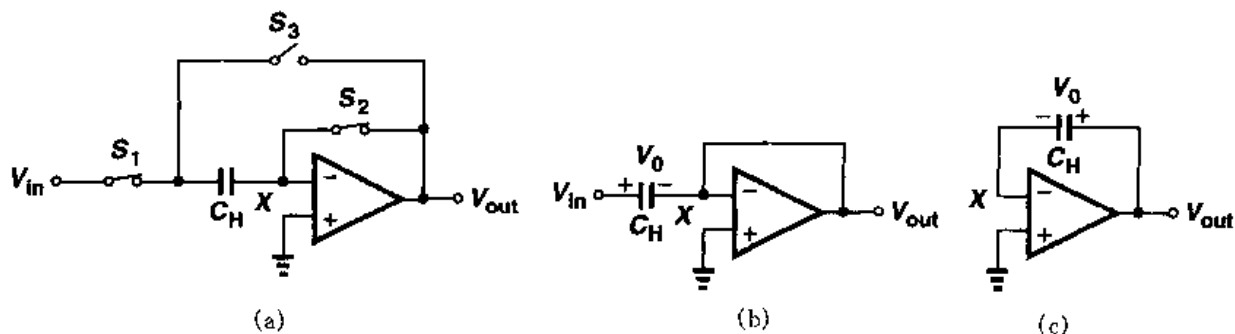 S3
S2
S1
Vin
CH
X
−
+
Vout
(a)
V0
Vin
+
−
CH
X
−
+
Vout
(b)
V0
−
+
CH
X
−
+
Vout
(c)